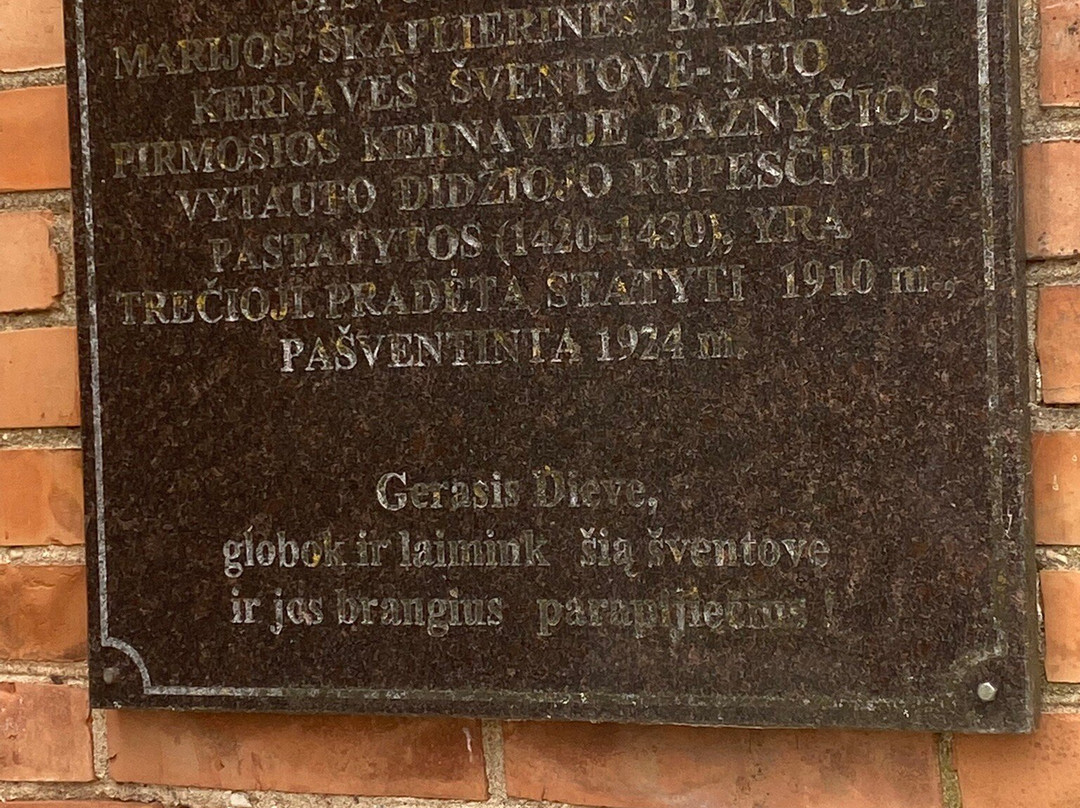 MARIJOS ŠKAPLIERINĖS BAŽNYČIA
KERNAVĖS ŠVENTOVĖ-NUO
PIRMOSIOS KERNAVĖJE BAŽNYČIOS,
VYTAUTO DIDŽIOJO RŪPESČIU
PASTATYTOS (1420-1430), YRA
TREČIOJI. PRADĖTA STATYTI 1910 m.,
PAŠVENTINTA 1924 m.
Gerasis Dieve,
globok ir laimink šią šventovę
ir jos brangius parapijiečius !